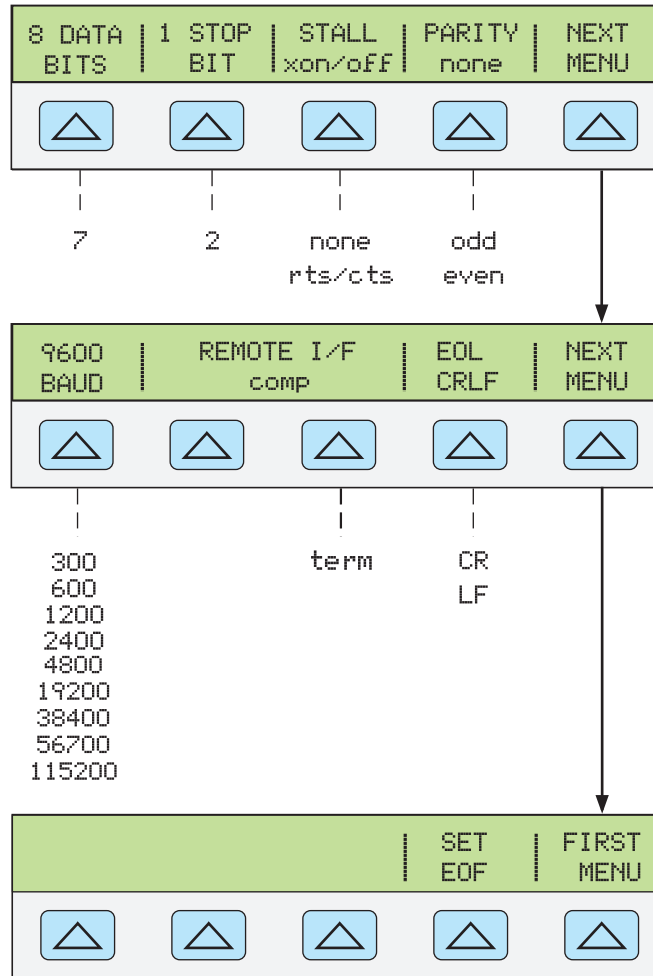 8 DATA 1 STOP STALL PARITY NEXT
BITS BIT xon/off none MENU
7 2 none odd
rts/cts even
9600 REMOTE I/F EOL NEXT
BAUD comp CRLF MENU
300 term CR
600 LF
1200
2400
4800
19200
38400
56700
115200
SET FIRST
EOF MENU